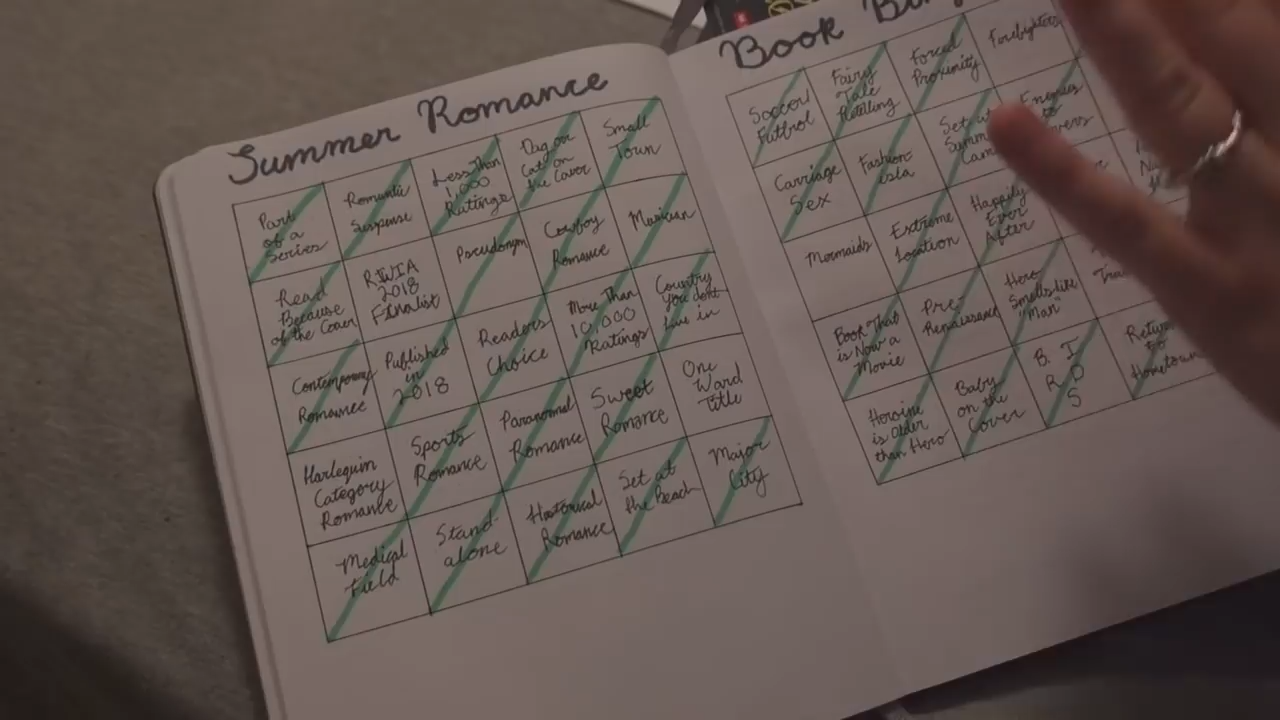 Summer Romance
Part
of a
Series
Romantic
Suspense
Less Than
1,000
Ratings
Dog or
Cat on
the Cover
Small
Town
Read
Because
of the Cover
RWA
2018
Finalist
Pseudonym
Cowboy
Romance
Musician
Contemporary
Romance
Published
in
2018
Readers
Choice
More Than
10,000
Ratings
Country
you don't
live in
Harlequin
Category
Romance
Sports
Romance
Paranormal
Romance
Sweet
Romance
One
Word
Title
Medical
Field
Stand-
alone
Historical
Romance
Set at
the Beach
Major
City
Book
Soccer/
Futbol
Fairy
Tale
Retelling
Forced
Proximity
Firefighters
Carriage
Sex
Fashion-
ista
Set at
Enemies
to
Mermaids
Extreme
Location
Happily
Ever
After
Book That
is Now a
Movie
Pre-
Renaissance
Hero
Smells like
"Man"
Heroine
is older
than Hero
Baby
on the
Cover
B. I
R O
S
Return
to
Hometown